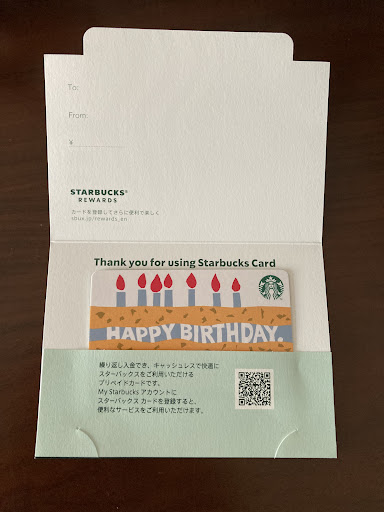 To:
From:
¥
STARBUCKS®
REWARDS
カードを登録してさらに便利で楽しく
sbux.jp/rewards_en
Thank you for using Starbucks Card
HAPPY BIRTHDAY.
繰り返し入金でき、キャッシュレスで快適に
スターバックスをご利用いただける
プリペイドカードです。
My Starbucks アカウントに
スターバックス カードを登録すると、
便利なサービスをご利用いただけます。